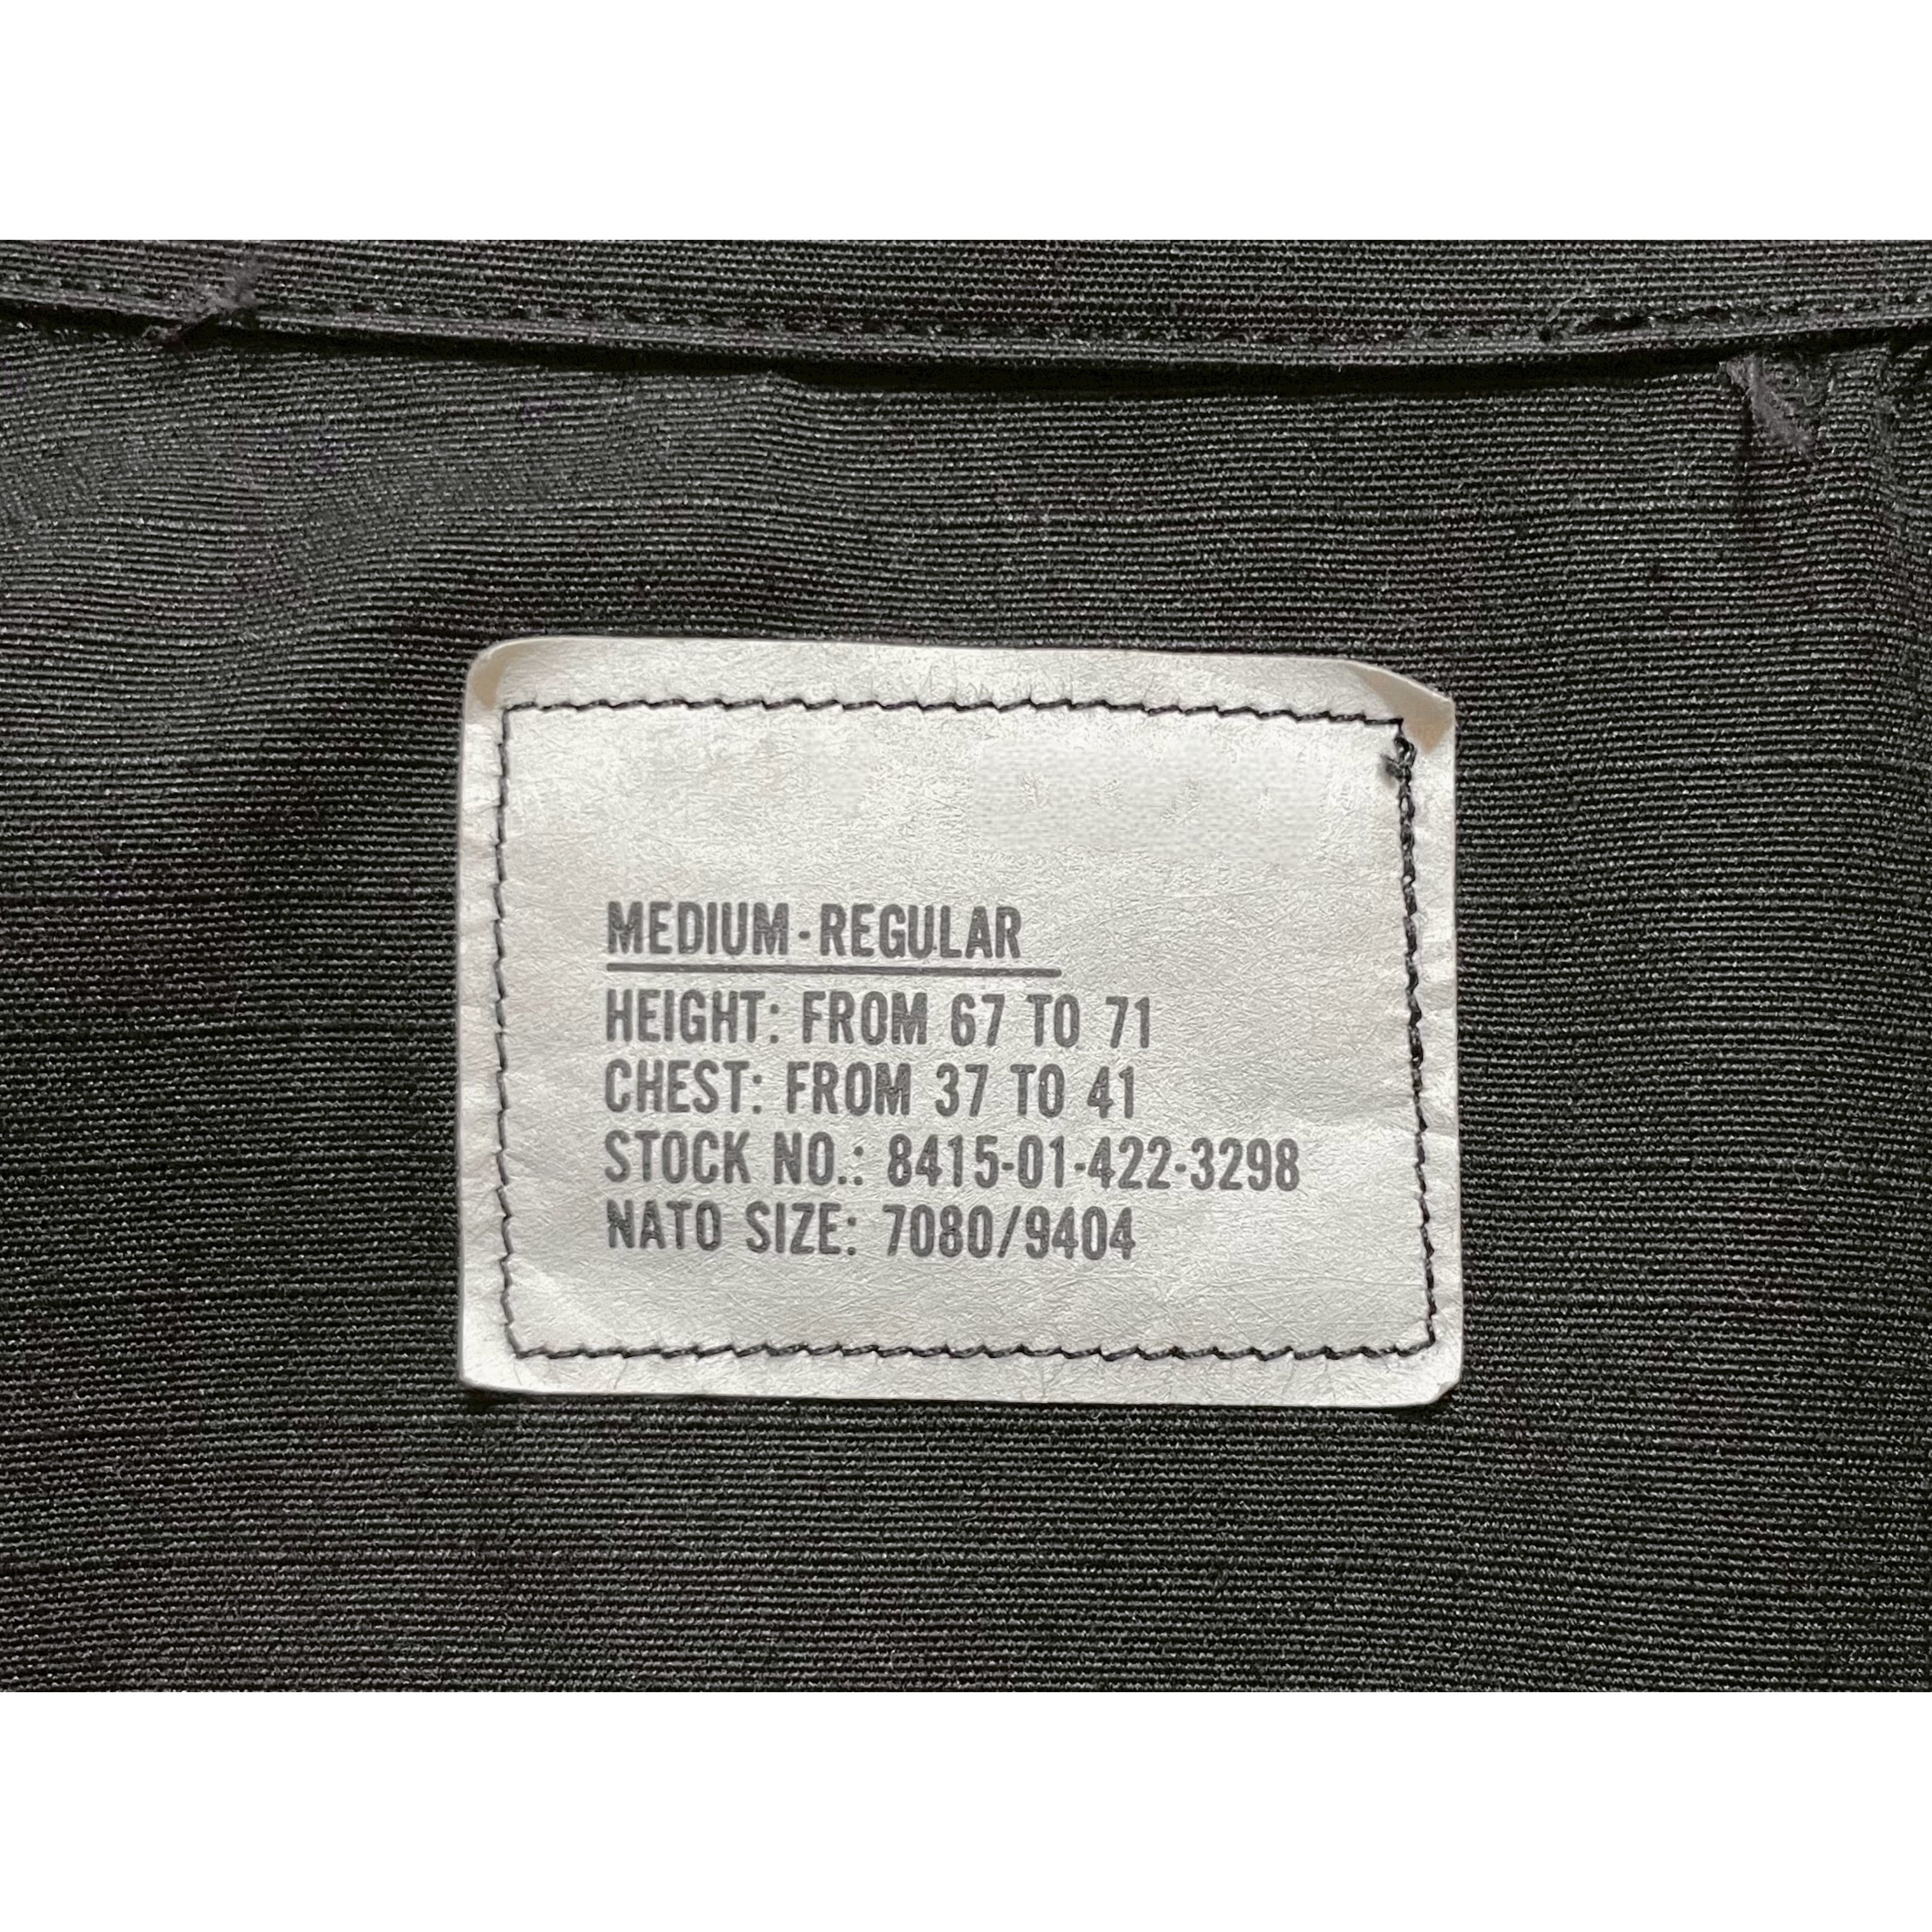 MEDIUM-REGULAR
HEIGHT: FROM 67 TO 71
CHEST: FROM 37 TO 41
STOCK NO.: 8415-01-422-3298
NATO SIZE: 7080/9404